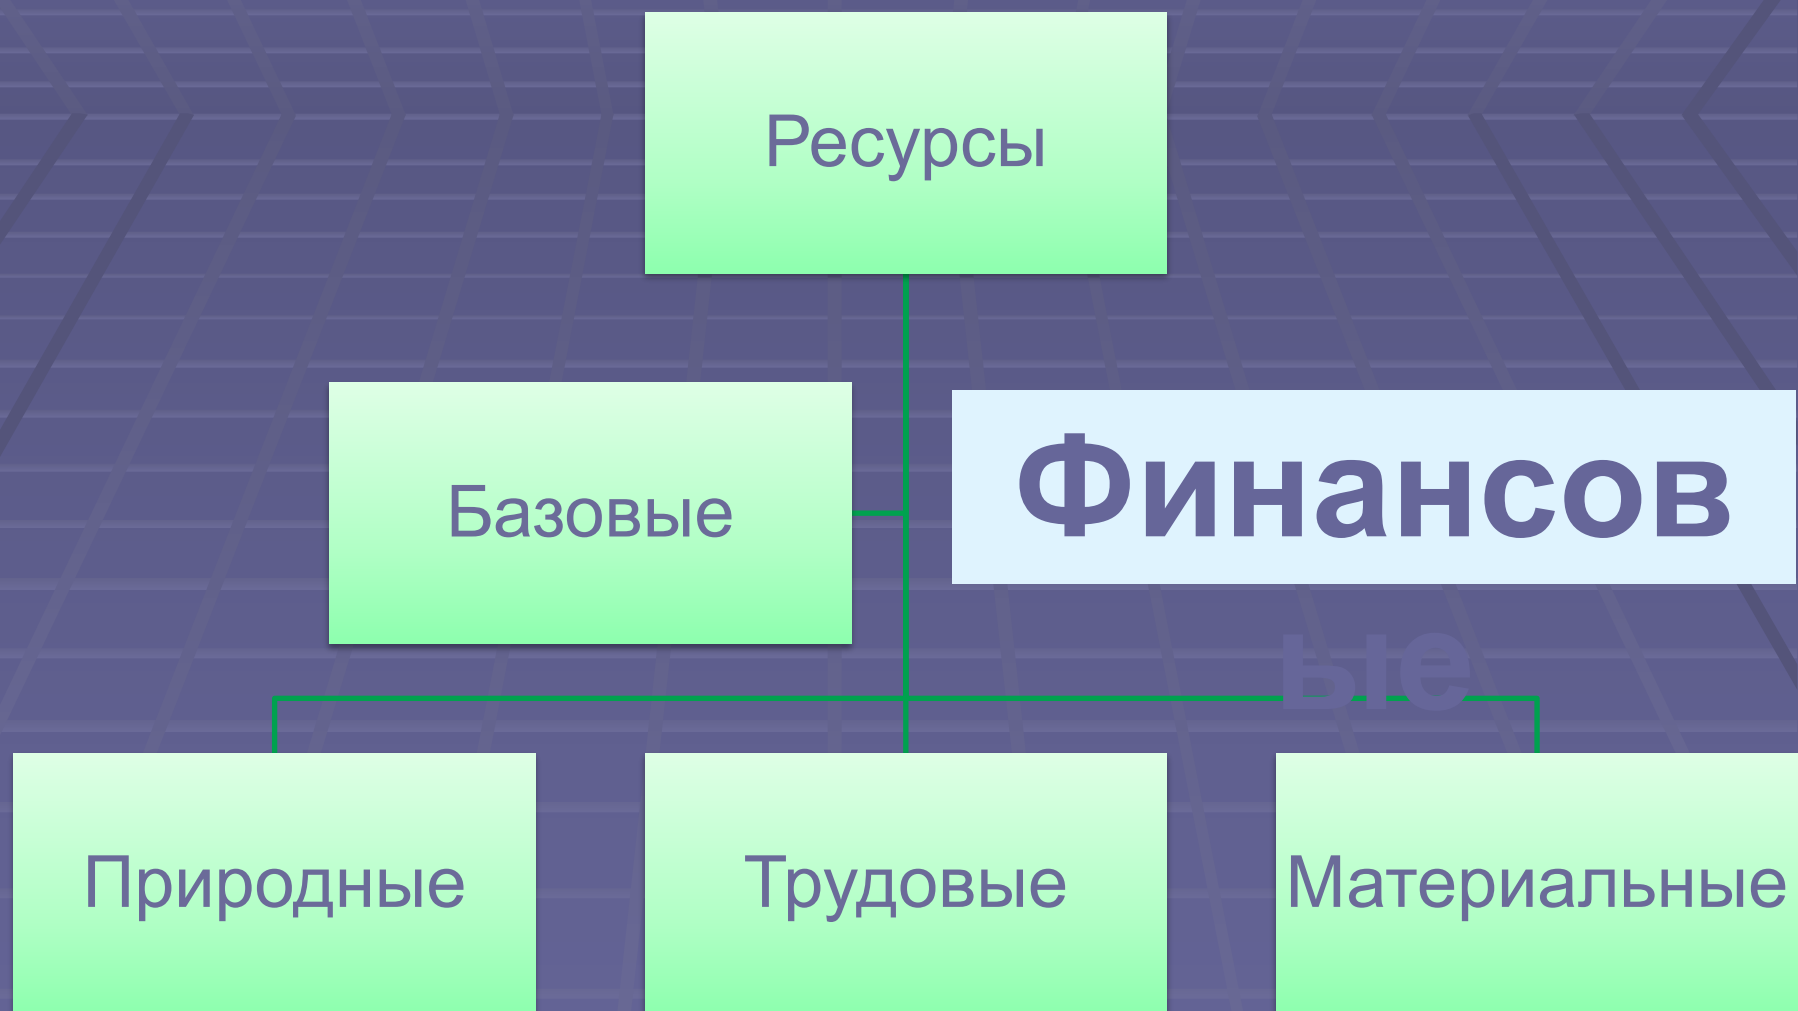 Ресурсы
Базовые
Финансов
ые
Природные
Трудовые
Материальные